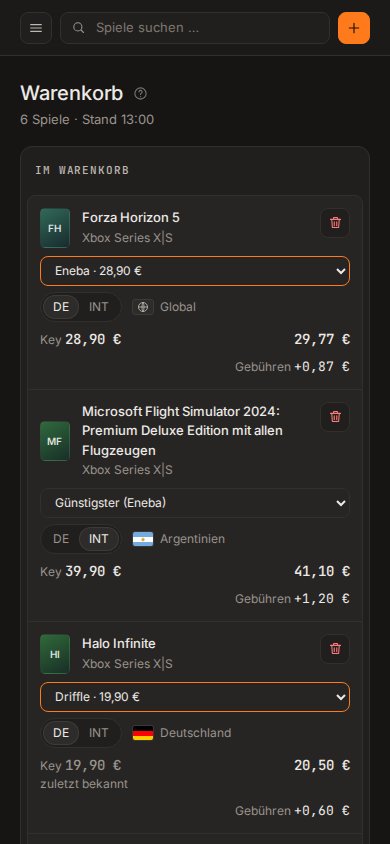 Spiele suchen ...
+
Warenkorb ?
6 Spiele · Stand 13:00
IM WARENKORB
FH
Forza Horizon 5
Xbox Series X|S
Eneba · 28,90 €
DE INT Global
Key 28,90 € 29,77 €
Gebühren +0,87 €
MF
Microsoft Flight Simulator 2024:
Premium Deluxe Edition mit allen
Flugzeugen
Xbox Series X|S
Günstigster (Eneba)
DE INT Argentinien
Key 39,90 € 41,10 €
Gebühren +1,20 €
HI
Halo Infinite
Xbox Series X|S
Driffle · 19,90 €
DE INT Deutschland
Key 19,90 € 20,50 €
zuletzt bekannt
Gebühren +0,60 €